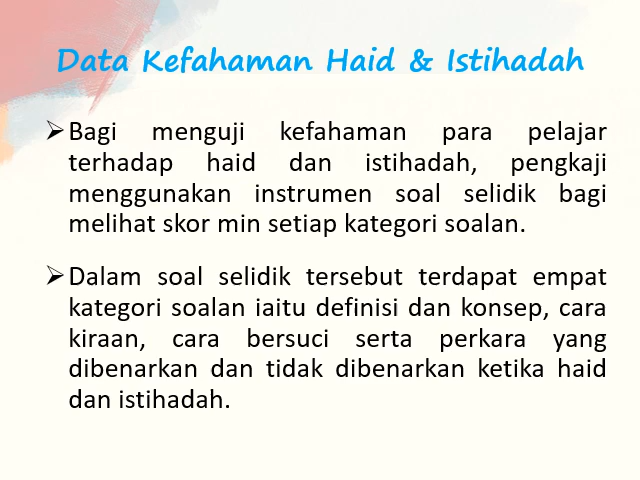 Data Kefahaman Haid & Istihadah
➢Bagi menguji kefahaman para pelajar
terhadap haid dan istihadah, pengkaji
menggunakan instrumen soal selidik bagi
melihat skor min setiap kategori soalan.
➢Dalam soal selidik tersebut terdapat empat
kategori soalan iaitu definisi dan konsep, cara
kiraan, cara bersuci serta perkara yang
dibenarkan dan tidak dibenarkan ketika haid
dan istihadah.